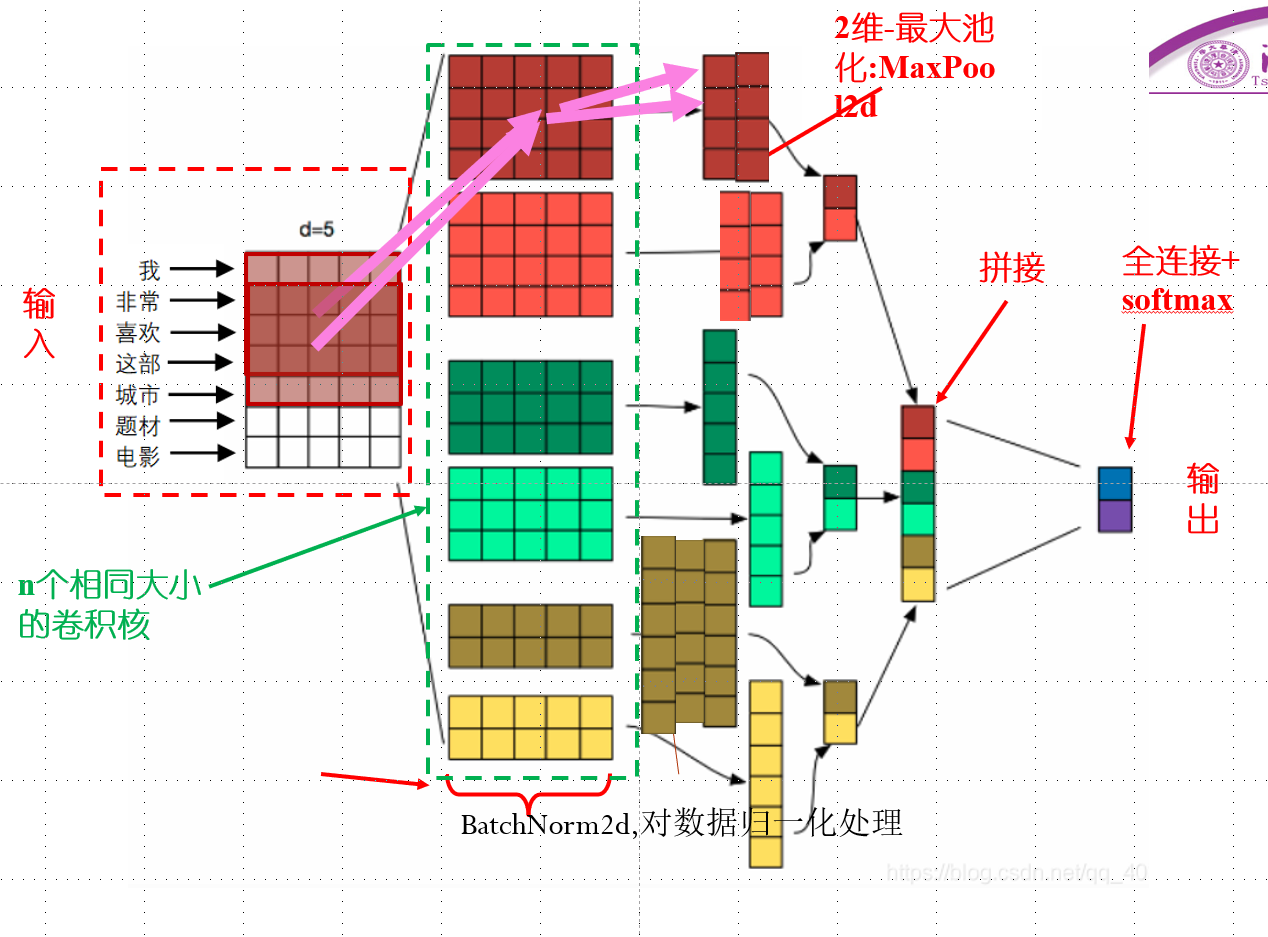 2维-最大池
化:MaxPoo
l2d
d=5
我
非常
喜欢
这部
城市
题材
电影
输
入
拼接
全连接+
softmax
输
出
n个相同大小
的卷积核
BatchNorm2d,对数据归一化处理
https://blog.csdn.net/qq_40